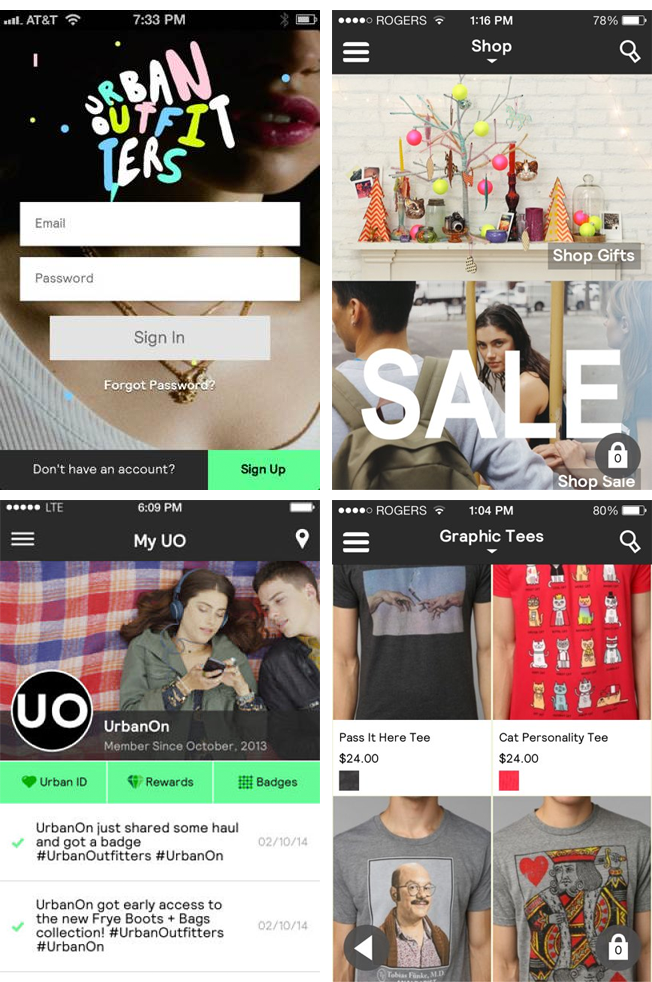 AT&T 7:33 PM
URBAN
OUTFIT
TERS
Email
Password
Sign In
Forgot Password?
Don't have an account? Sign Up
ROGERS 1:16 PM 78%
Shop
Shop Gifts
SALE
0
Shop Sale
LTE 6:09 PM
My UO
UO
UrbanOn
Member Since October, 2013
Urban ID Rewards Badges
UrbanOn just shared some haul
and got a badge 02/10/14
#UrbanOutfitters #UrbanOn
UrbanOn got early access to
the new Frye Boots + Bags
collection! #UrbanOutfitters 02/10/14
#UrbanOn
ROGERS 1:04 PM 80%
Graphic Tees
Pass It Here Tee Cat Personality Tee
$24.00 $24.00
Tobias Fünke, M.D.
0